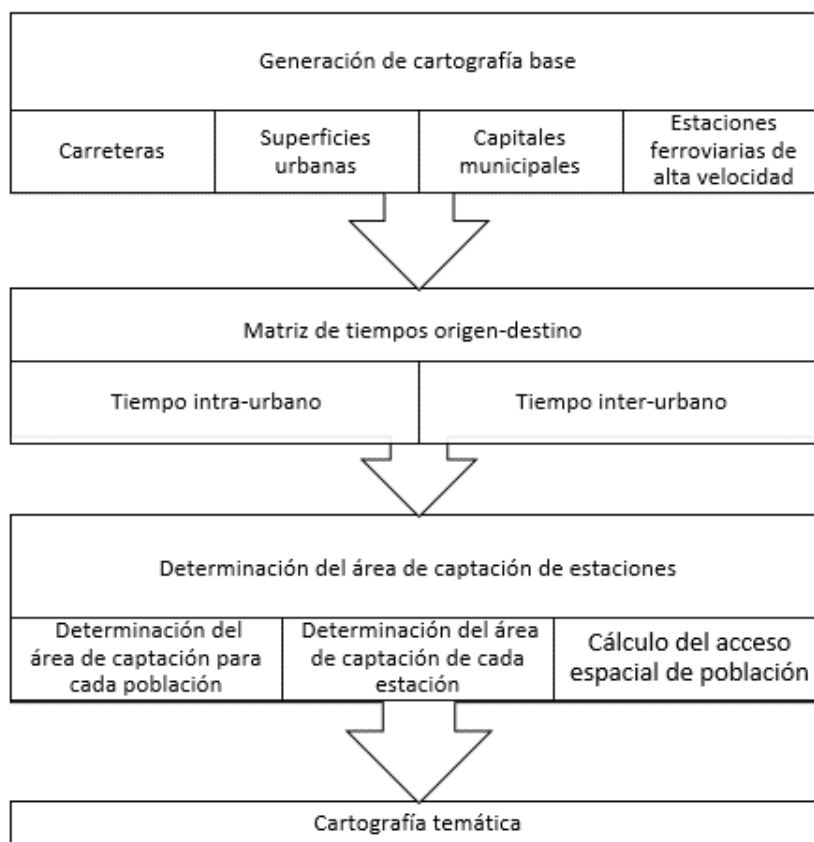 Generación de cartografía base
Carreteras
Superficies
urbanas
Capitales
municipales
Estaciones
ferroviarias de
alta velocidad
Matriz de tiempos origen-destino
Tiempo intra-urbano
Tiempo inter-urbano
Determinación del área de captación de estaciones
Determinación del
área de captación para
cada población
Determinación del área
de captación de cada
estación
Cálculo del acceso
espacial de población
Cartografía temática